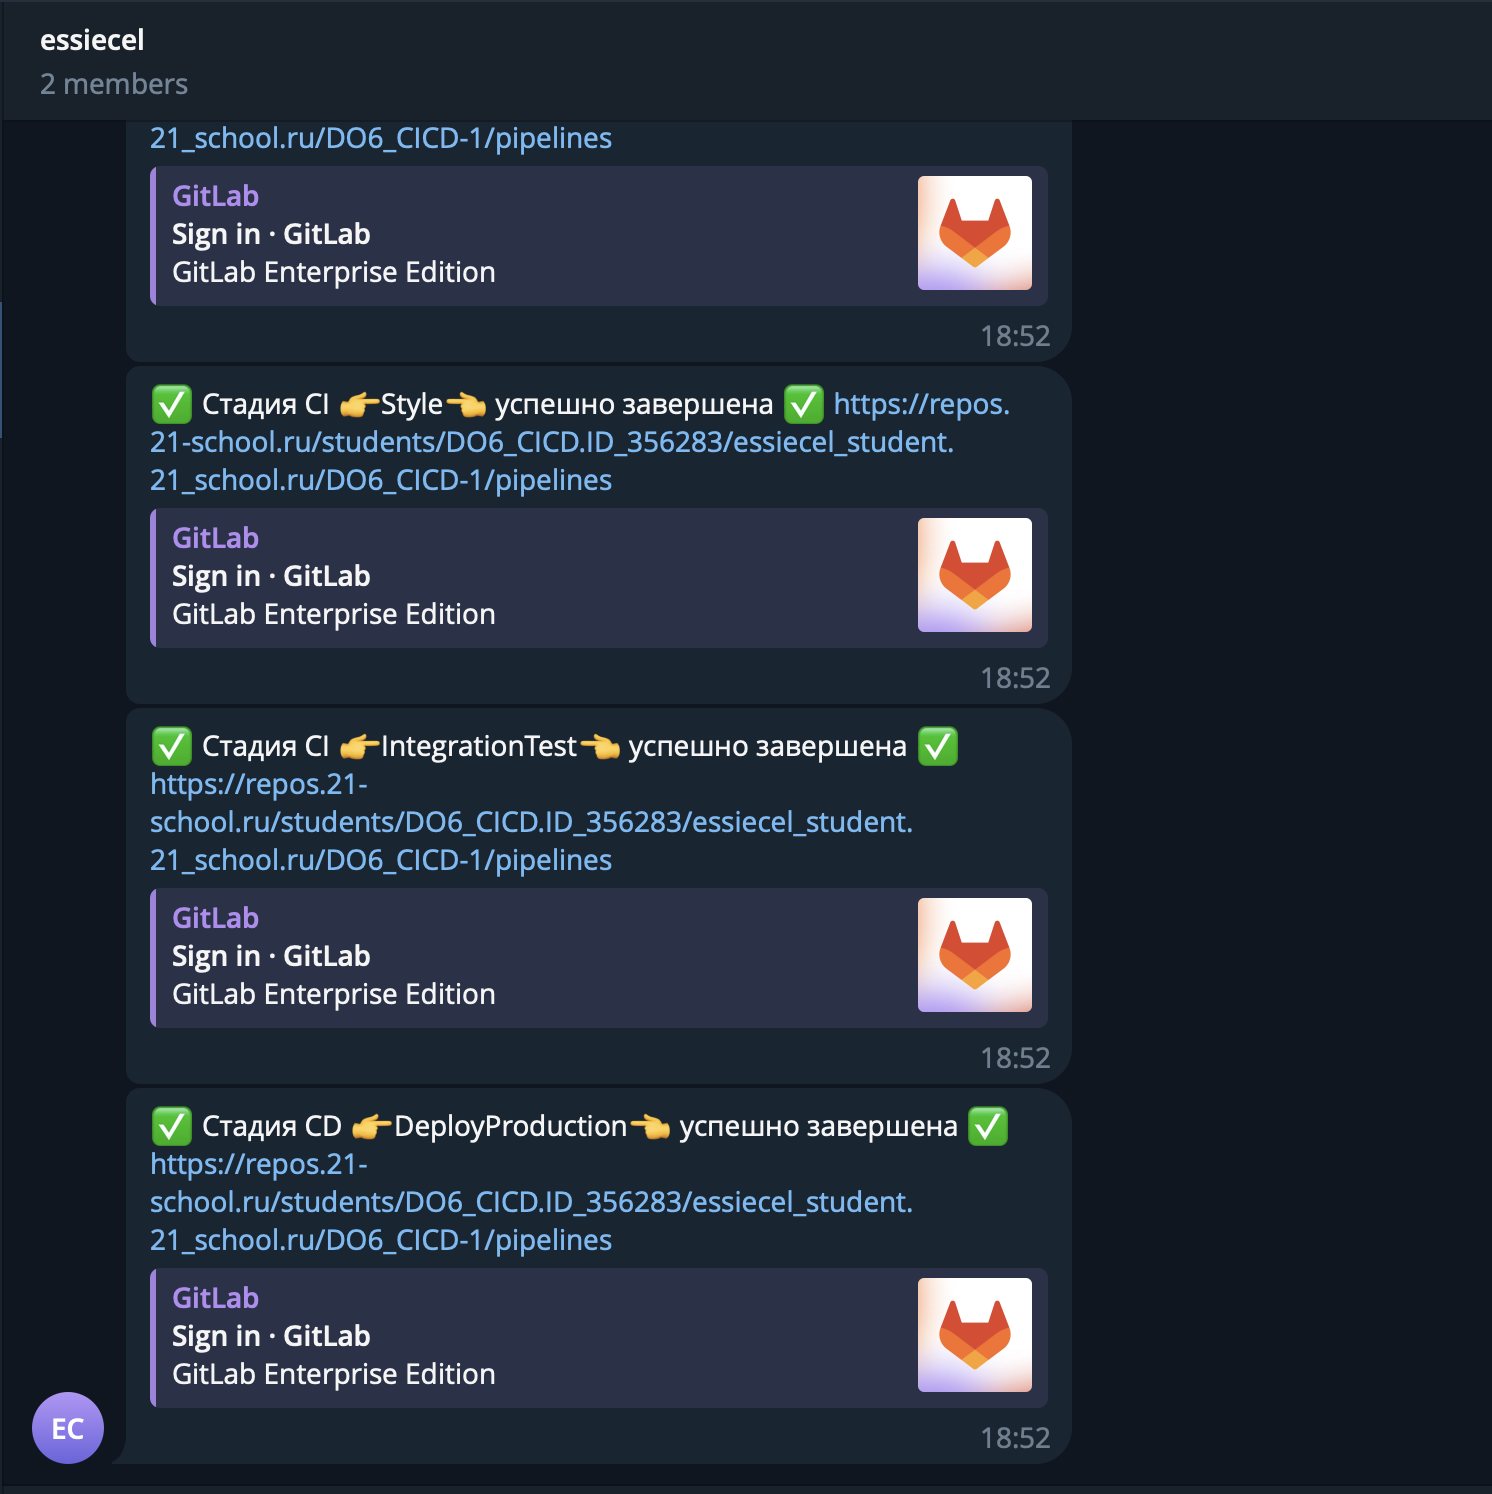 essiecel
2 members
21_school.ru/DO6_CICD-1/pipelines
GitLab
Sign in · GitLab
GitLab Enterprise Edition
18:52
✅ Стадия CI 👉Style👈 успешно завершена ✅ https://repos.
21-school.ru/students/DO6_CICD.ID_356283/essiecel_student.
21_school.ru/DO6_CICD-1/pipelines
GitLab
Sign in · GitLab
GitLab Enterprise Edition
18:52
✅ Стадия CI 👉IntegrationTest👈 успешно завершена ✅
https://repos.21-
school.ru/students/DO6_CICD.ID_356283/essiecel_student.
21_school.ru/DO6_CICD-1/pipelines
GitLab
Sign in · GitLab
GitLab Enterprise Edition
18:52
✅ Стадия CD 👉DeployProduction👈 успешно завершена ✅
https://repos.21-
school.ru/students/DO6_CICD.ID_356283/essiecel_student.
21_school.ru/DO6_CICD-1/pipelines
GitLab
Sign in · GitLab
GitLab Enterprise Edition
EC
18:52